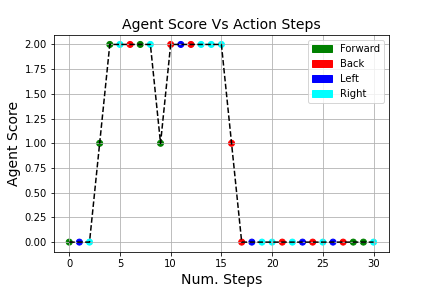 Agent Score Vs Action Steps
2.00
1.75
1.50
1.25
1.00
0.75
0.50
0.25
0.00
Agent Score
Forward
Back
Left
Right
0 5 10 15 20 25 30
Num. Steps